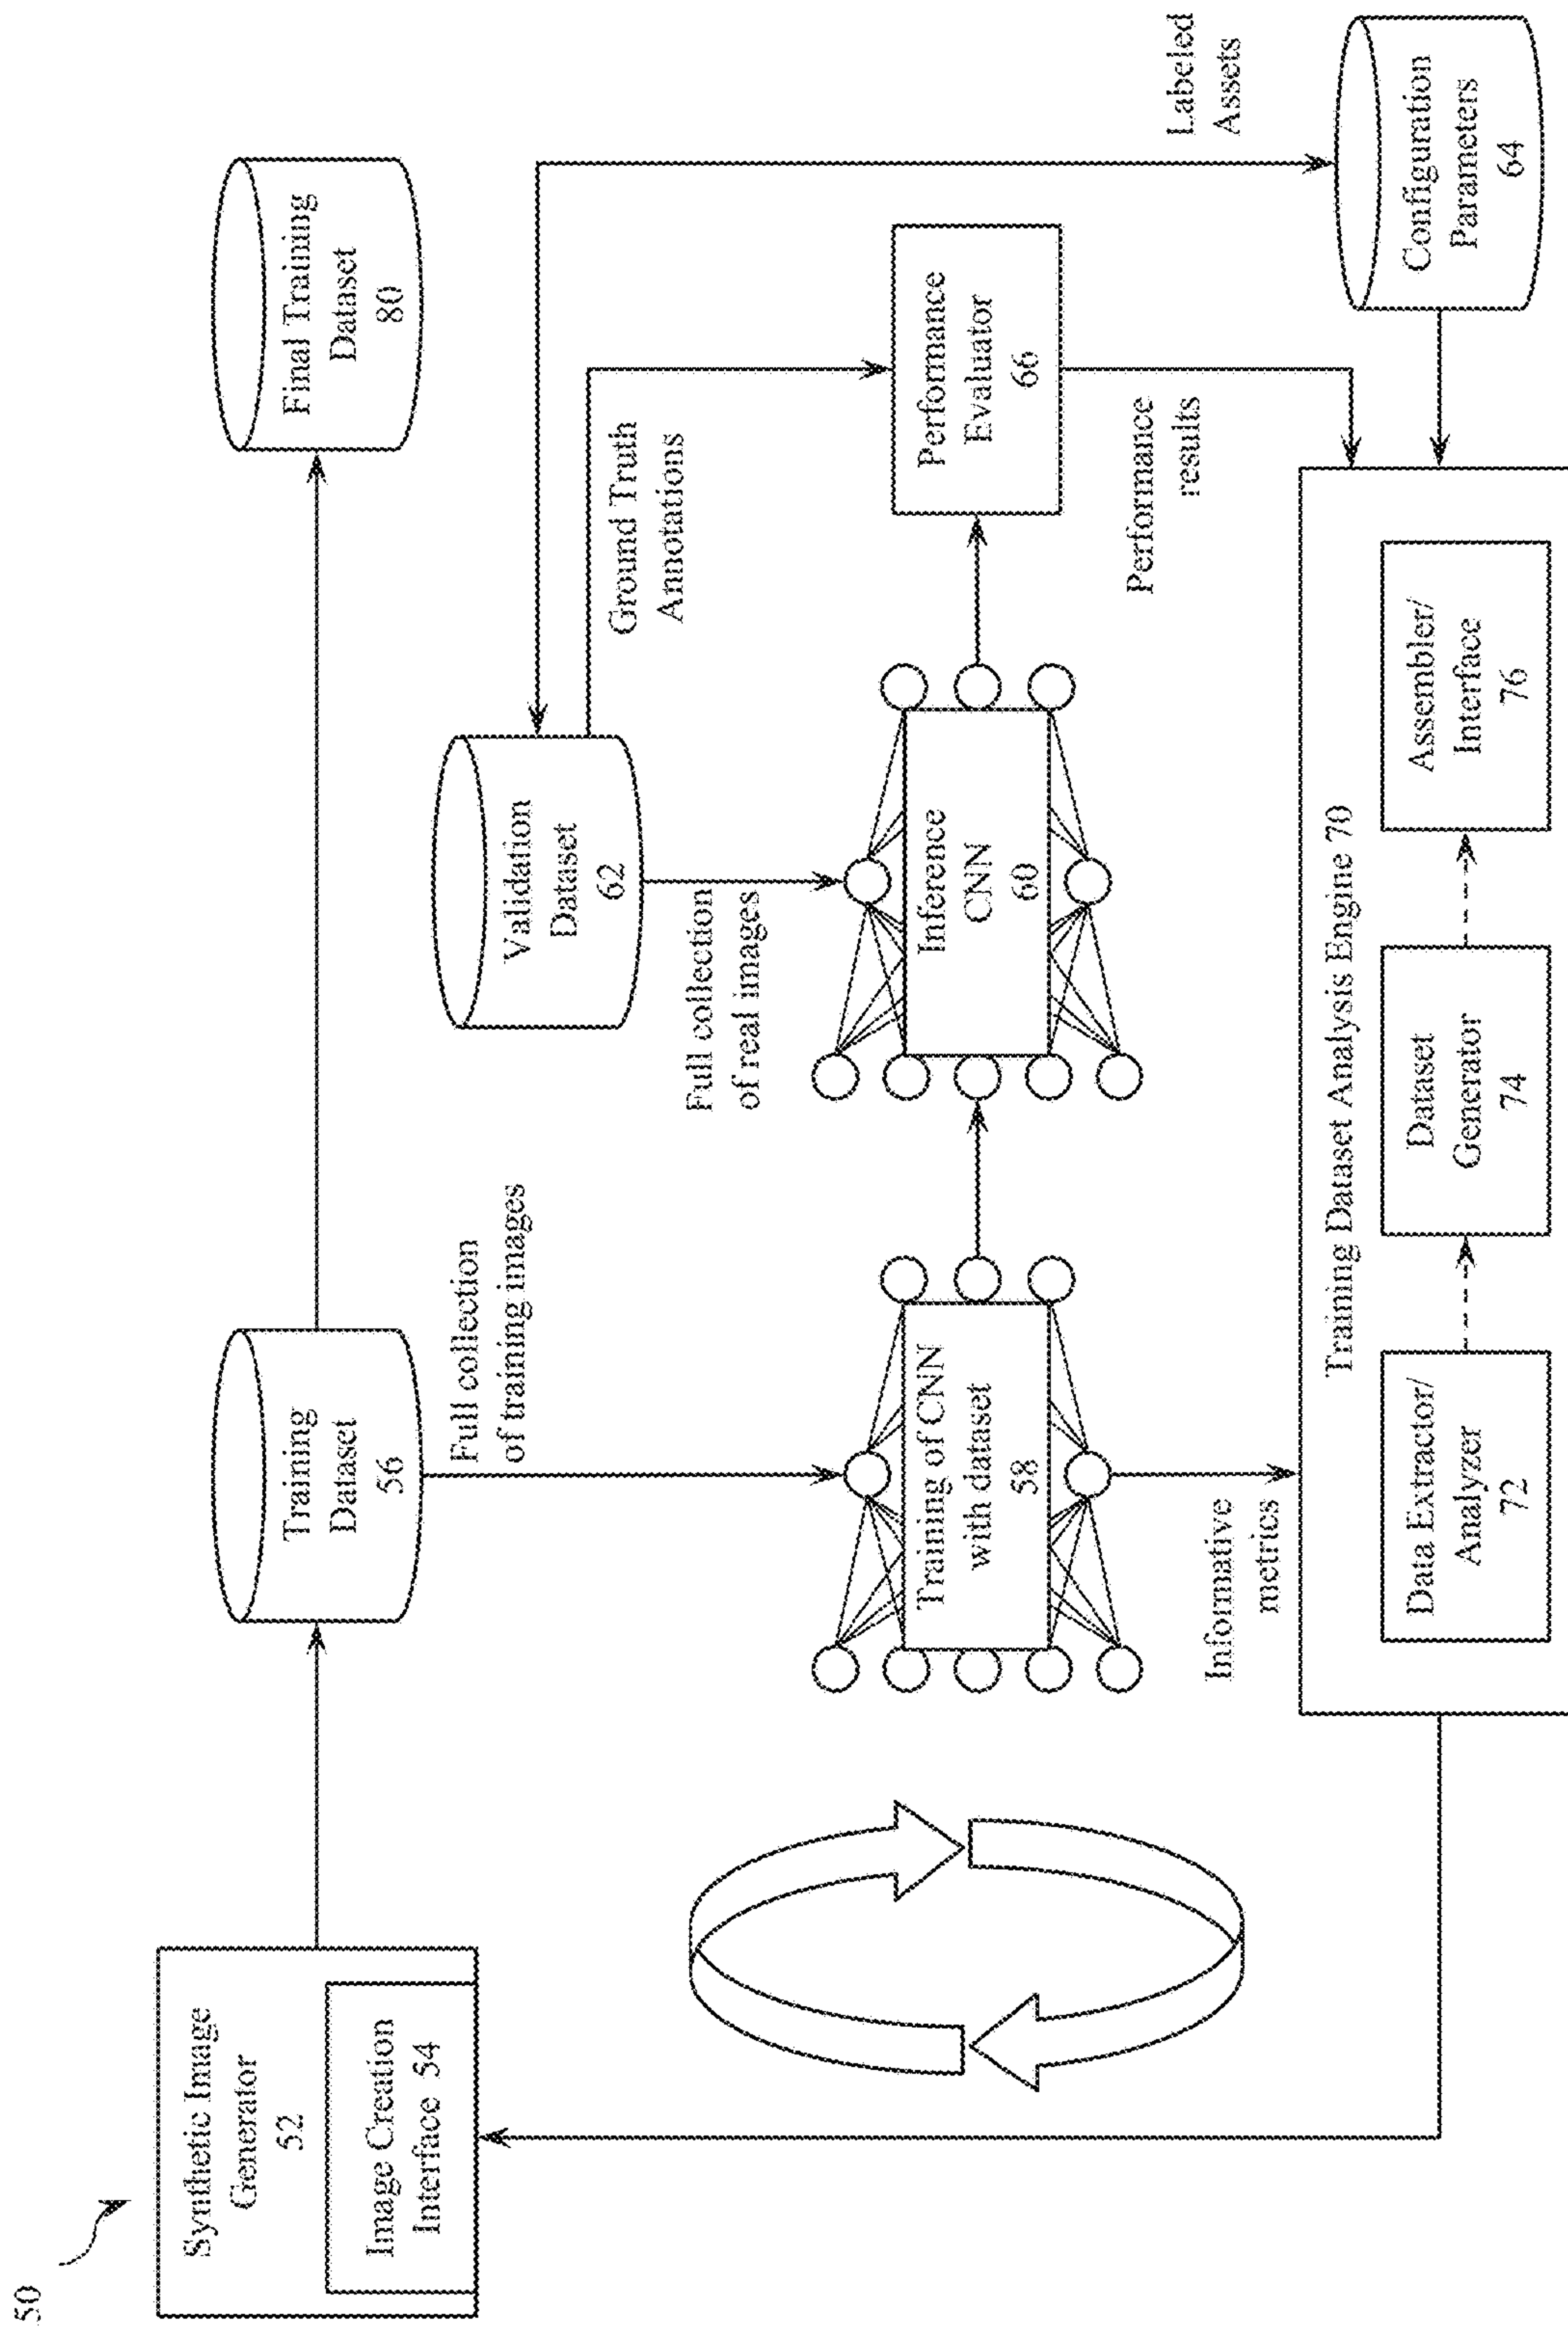 50
Synthetic Image
Generator
52
Image Creation
Interface 54
Training
Dataset
56
Final Training
Dataset
80
Full collection
of training images
Validation
Dataset
62
Full collection
of real images
Ground Truth
Annotations
Labeled
Assets
Training of CNN
with dataset
58
Inference
CNN
60
Performance
Evaluator
66
Informative
metrics
Performance
results
Configuration
Parameters
64
Training Dataset Analysis Engine 70
Data Extractor/
Analyzer
72
Dataset
Generator
74
Assembler/
Interface
76